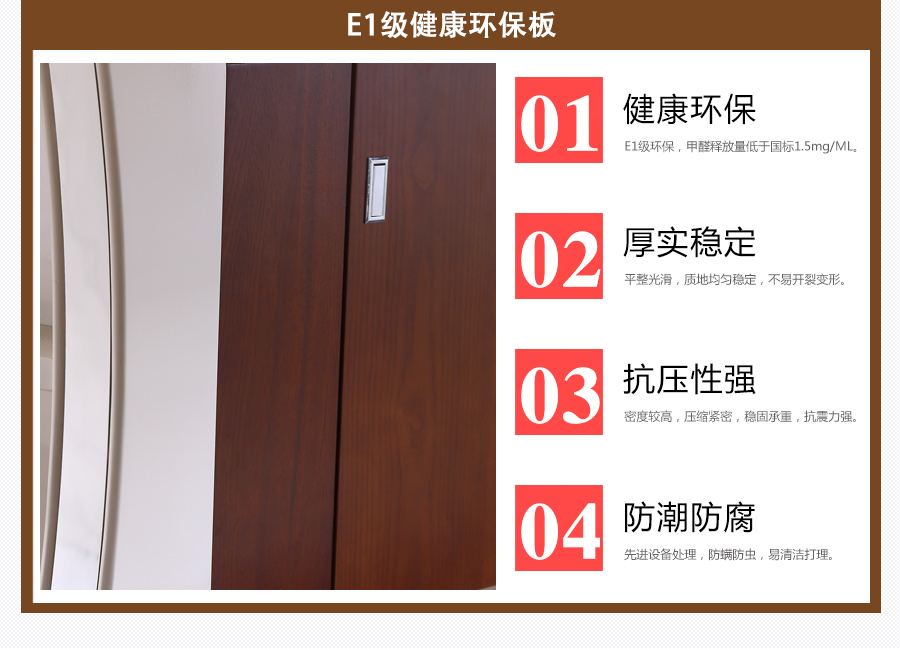 E1级健康环保板
01
健康环保
E1级环保，甲醛释放量低于国标1.5mg/ML。
02
厚实稳定
平整光滑，质地均匀稳定，不易开裂变形。
03
抗压性强
密度较高，压缩紧密，稳固承重，抗震力强。
04
防潮防腐
先进设备处理，防螨防虫，易清洁打理。